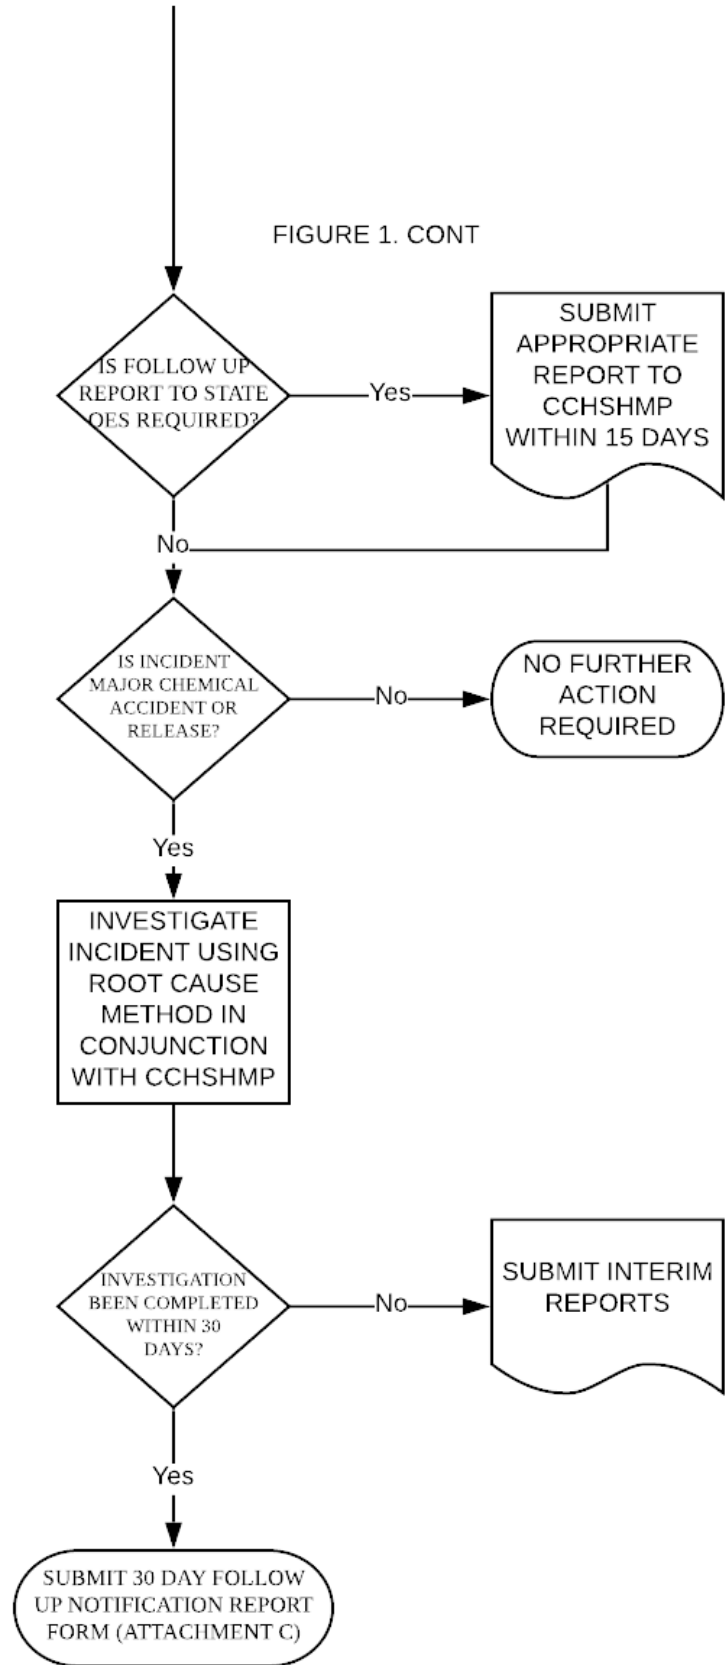 FIGURE 1. CONT
IS FOLLOW UP
REPORT TO STATE
OES REQUIRED?
Yes
SUBMIT
APPROPRIATE
REPORT TO
CCHSHMP
WITHIN 15 DAYS
No
IS INCIDENT
MAJOR CHEMICAL
ACCIDENT OR
RELEASE?
No
NO FURTHER
ACTION
REQUIRED
Yes
INVESTIGATE
INCIDENT USING
ROOT CAUSE
METHOD IN
CONJUNCTION
WITH CCHSHMP
INVESTIGATION
BEEN COMPLETED
WITHIN 30
DAYS?
No
SUBMIT INTERIM
REPORTS
Yes
SUBMIT 30 DAY FOLLOW
UP NOTIFICATION REPORT
FORM (ATTACHMENT C)